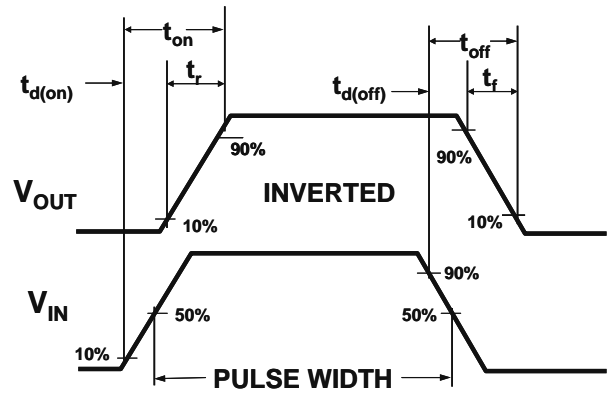 t_on t_off
t_d(on) t_r t_d(off) t_f
90% 90%
V_OUT INVERTED
10% 10%
90%
V_IN 50% 50%
10%
PULSE WIDTH